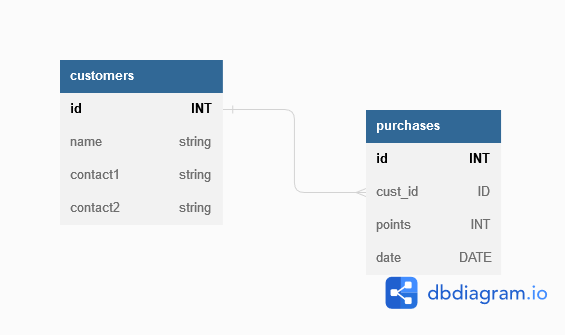 customers
id INT
name string
contact1 string
contact2 string
purchases
id INT
cust_id ID
points INT
date DATE
dbdiagram.io